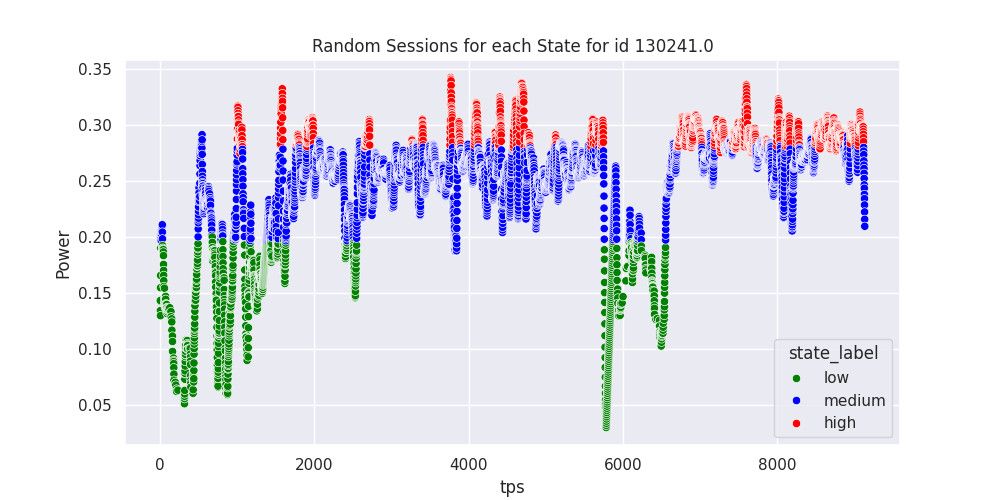 Random Sessions for each State for id 130241.0
0.35
0.30
0.25
0.20
0.15
0.10
0.05
Power
0 2000 4000 6000 8000
tps
state_label
low
medium
high